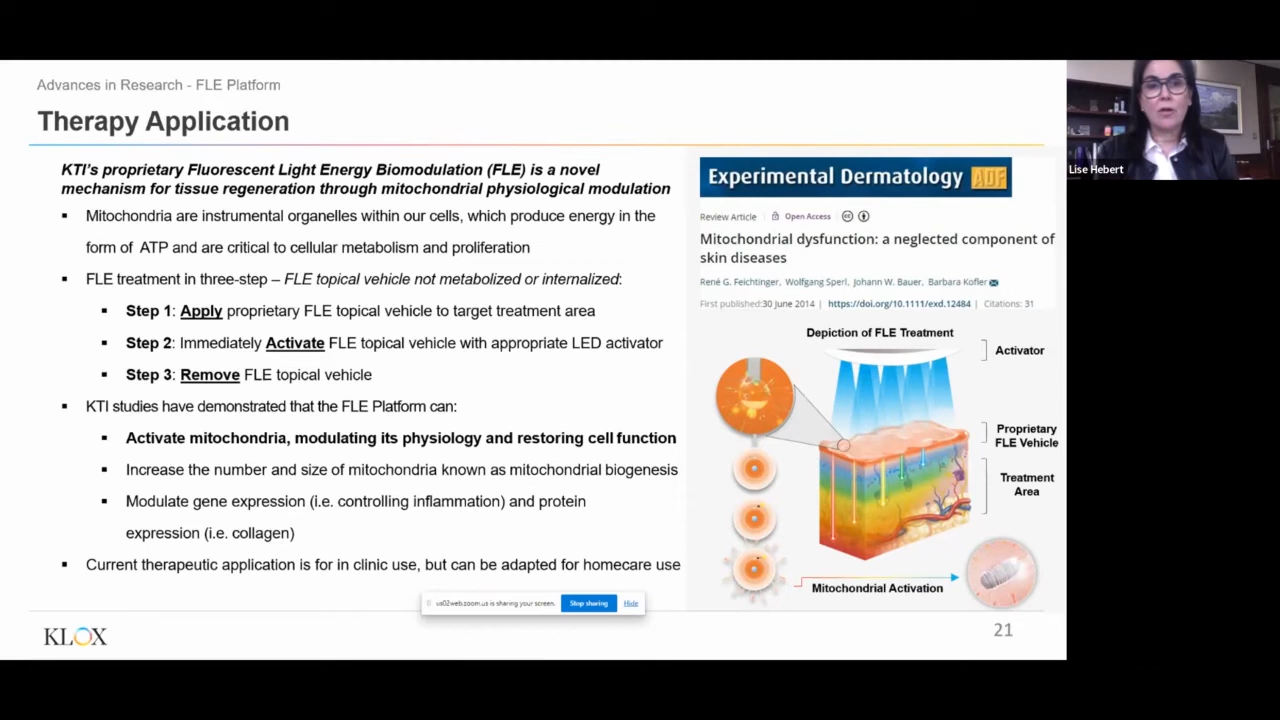 Advances in Research - FLE Platform
Therapy Application
KTI's proprietary Fluorescent Light Energy Biomodulation (FLE) is a novel
mechanism for tissue regeneration through mitochondrial physiological modulation
▪ Mitochondria are instrumental organelles within our cells, which produce energy in the
form of ATP and are critical to cellular metabolism and proliferation
▪ FLE treatment in three-step – FLE topical vehicle not metabolized or internalized:
▪ Step 1: Apply proprietary FLE topical vehicle to target treatment area
▪ Step 2: Immediately Activate FLE topical vehicle with appropriate LED activator
▪ Step 3: Remove FLE topical vehicle
▪ KTI studies have demonstrated that the FLE Platform can:
▪ Activate mitochondria, modulating its physiology and restoring cell function
▪ Increase the number and size of mitochondria known as mitochondrial biogenesis
▪ Modulate gene expression (i.e. controlling inflammation) and protein
expression (i.e. collagen)
▪ Current therapeutic application is for in clinic use, but can be adapted for homecare use
Experimental Dermatology ADF
Review Article | Open Access
Mitochondrial dysfunction: a neglected component of
skin diseases
René G. Feichtinger, Wolfgang Sperl, Johann W. Bauer, Barbara Kofler
First published:30 June 2014 | https://doi.org/10.1111/exd.12484 | Citations: 31
Depiction of FLE Treatment
Activator
Proprietary
FLE Vehicle
Treatment
Area
Mitochondrial Activation
us02web.zoom.us is sharing your screen. Stop sharing Hide
KLOX
21
Lise Hebert